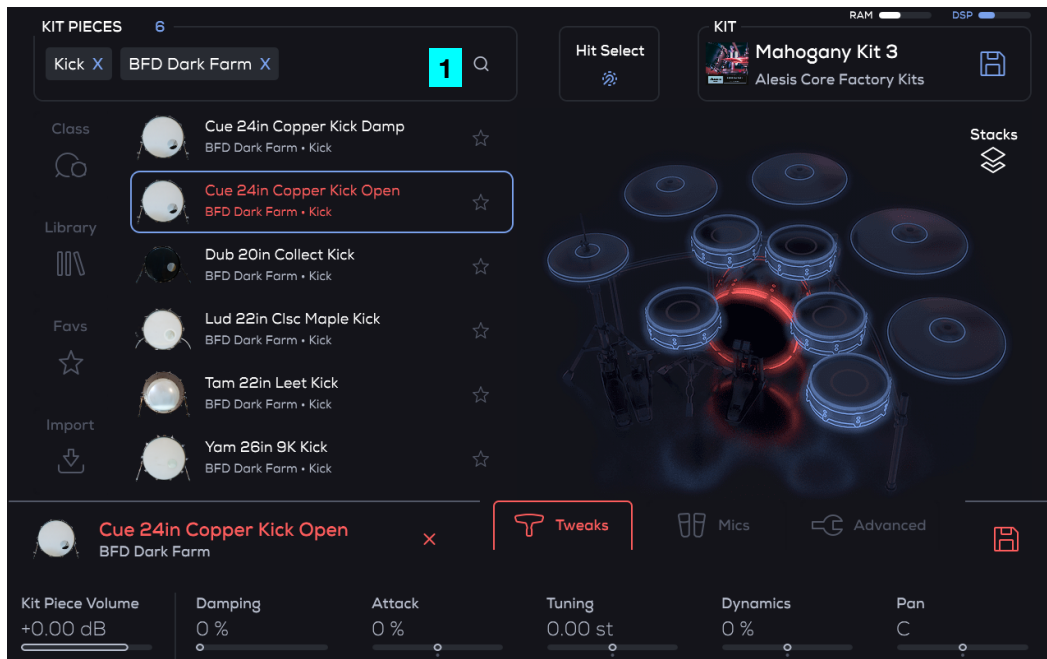 RAM
DSP
KIT PIECES 6
Kick X
BFD Dark Farm X
1
Hit Select
KIT
Mahogany Kit 3
Alesis Core Factory Kits
Class
Library
Favs
Import
Cue 24in Copper Kick Damp
BFD Dark Farm • Kick
Cue 24in Copper Kick Open
BFD Dark Farm • Kick
Dub 20in Collect Kick
BFD Dark Farm • Kick
Lud 22in Clsc Maple Kick
BFD Dark Farm • Kick
Tam 22in Leet Kick
BFD Dark Farm • Kick
Yam 26in 9K Kick
BFD Dark Farm • Kick
Stacks
Cue 24in Copper Kick Open
BFD Dark Farm
Tweaks
Mics
Advanced
Kit Piece Volume
+0.00 dB
Damping
0 %
Attack
0 %
Tuning
0.00 st
Dynamics
0 %
Pan
C